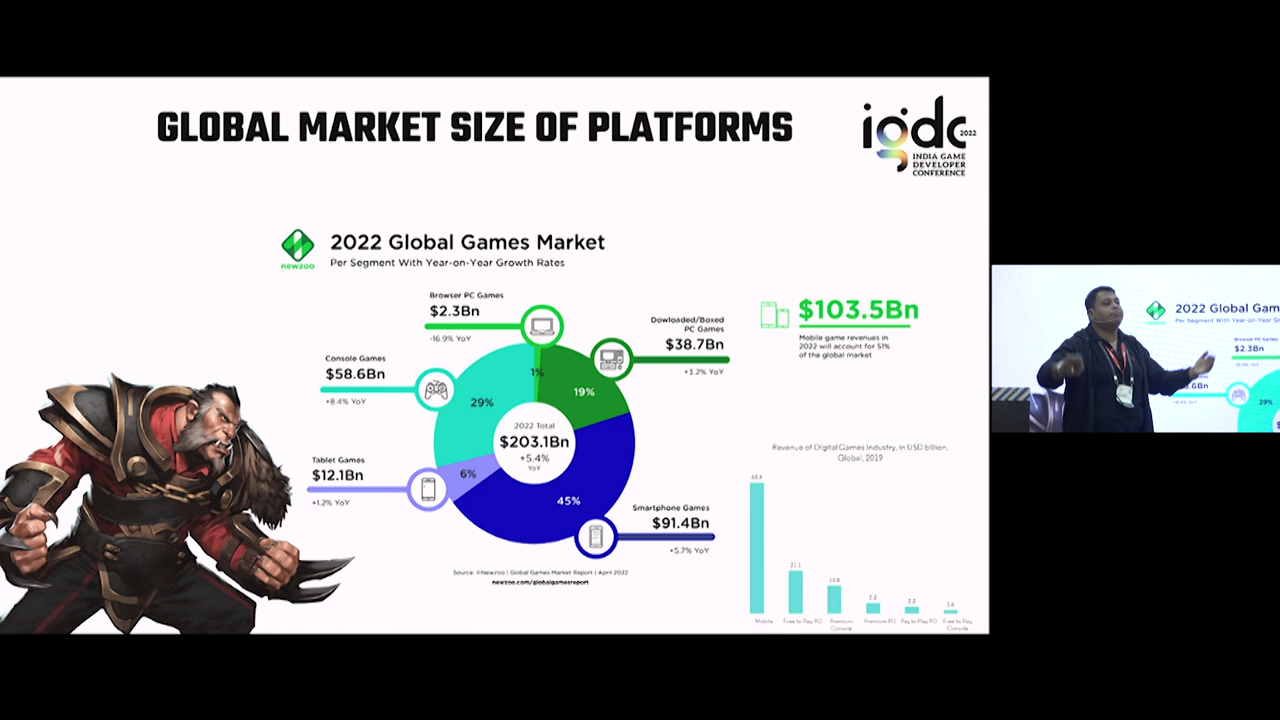 GLOBAL MARKET SIZE OF PLATFORMS
igdc 2022
INDIA GAME
DEVELOPER
CONFERENCE
newzoo
2022 Global Games Market
Per Segment With Year-on-Year Growth Rates
Browser PC Games
$2.3Bn
-16.9% YoY
Dowloaded/Boxed
PC Games
$38.7Bn
+3.2% YoY
Console Games
$58.6Bn
+8.4% YoY
Tablet Games
$12.1Bn
+1.2% YoY
1%
19%
29%
6%
45%
2022 Total
$203.1Bn
+5.4%
YoY
Smartphone Games
$91.4Bn
+5.7% YoY
Source: ©Newzoo | Global Games Market Report | April 2022
newzoo.com/globalgamesreport
$103.5Bn
Mobile game revenues in
2022 will account for 51%
of the global market
Revenue of Digital Games Industry, in USD billion,
Global, 2019
21.1
Mobile
Free to Play PC
Premium
Console
Premium PC
Pay to Play PC
Free to Play
Console
2022 Global Gam
Per Segment With Year-on-Year Gr
Browser PC Games
$2.3Bn
29%